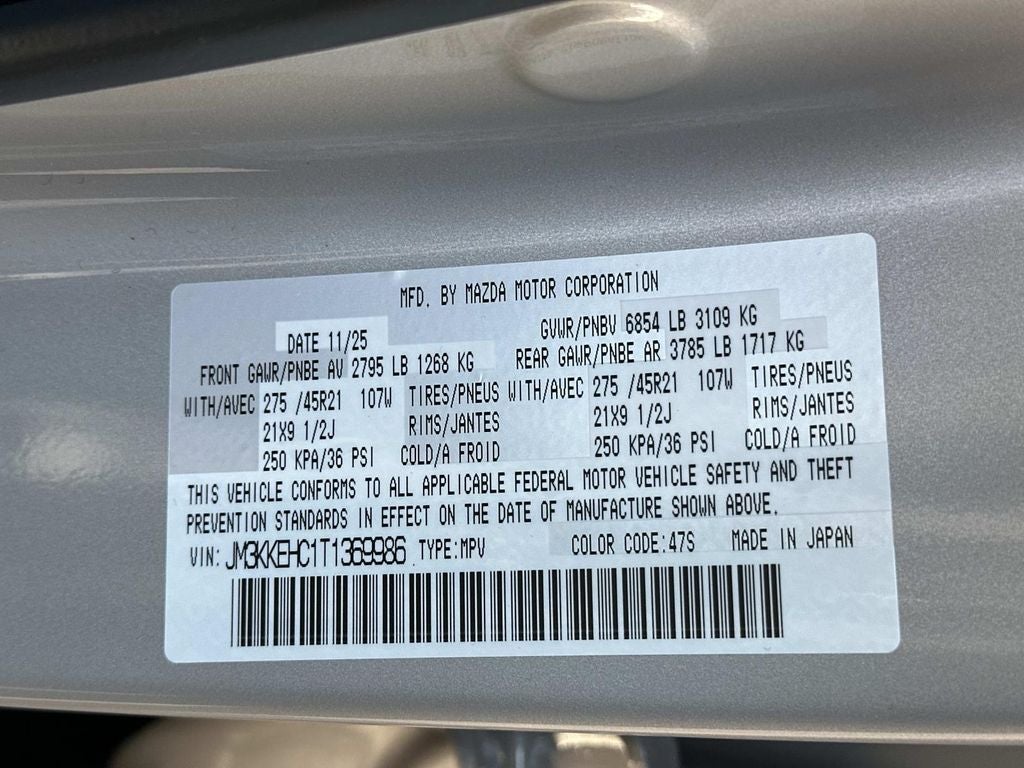 MFD. BY MAZDA MOTOR CORPORATION
DATE 11/25 GVWR/PNBV 6854 LB 3109 KG
FRONT GAWR/PNBE AV 2795 LB 1268 KG REAR GAWR/PNBE AR 3785 LB 1717 KG
WITH/AVEC 275 /45R21 107W TIRES/PNEUS WITH/AVEC 275 /45R21 107W TIRES/PNEUS
21X9 1/2J RIMS/JANTES 21X9 1/2J RIMS/JANTES
250 KPA/36 PSI COLD/A FROID 250 KPA/36 PSI COLD/A FROID
THIS VEHICLE CONFORMS TO ALL APPLICABLE FEDERAL MOTOR VEHICLE SAFETY AND THEFT
PREVENTION STANDARDS IN EFFECT ON THE DATE OF MANUFACTURE SHOWN ABOVE.
VIN: JM3KKEHC1T1369986 TYPE:MPV COLOR CODE:47S MADE IN JAPAN